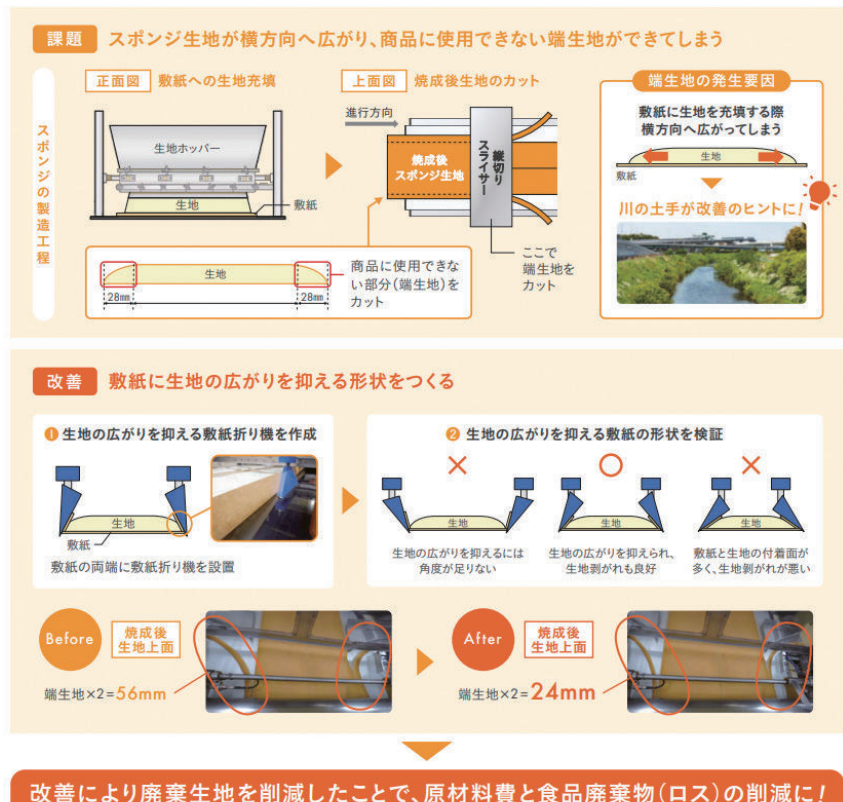 課題 スポンジ生地が横方向へ広がり、商品に使用できない端生地ができてしまう
スポンジの製造工程
正面図 敷紙への生地充填
生地ホッパー
生地
敷紙
上面図 焼成後生地のカット
進行方向
焼成後
スポンジ生地
縦切り
スライサー
ここで
端生地を
カット
生地
28mm
28mm
商品に使用できな
い部分(端生地)を
カット
端生地の発生要因
敷紙に生地を充填する際
横方向へ広がってしまう
生地
敷紙
川の土手が改善のヒントに!
改善 敷紙に生地の広がりを抑える形状をつくる
❶ 生地の広がりを抑える敷紙折り機を作成
生地
敷紙
敷紙の両端に敷紙折り機を設置
❷ 生地の広がりを抑える敷紙の形状を検証
生地
生地の広がりを抑えるには
角度が足りない
生地
生地の広がりを抑えられ、
生地剥がれも良好
生地
敷紙と生地の付着面が
多く、生地剥がれが悪い
Before
焼成後
生地上面
端生地×2=56mm
After
焼成後
生地上面
端生地×2=24mm
改善により廃棄生地を削減したことで、原材料費と食品廃棄物(ロス)の削減に!